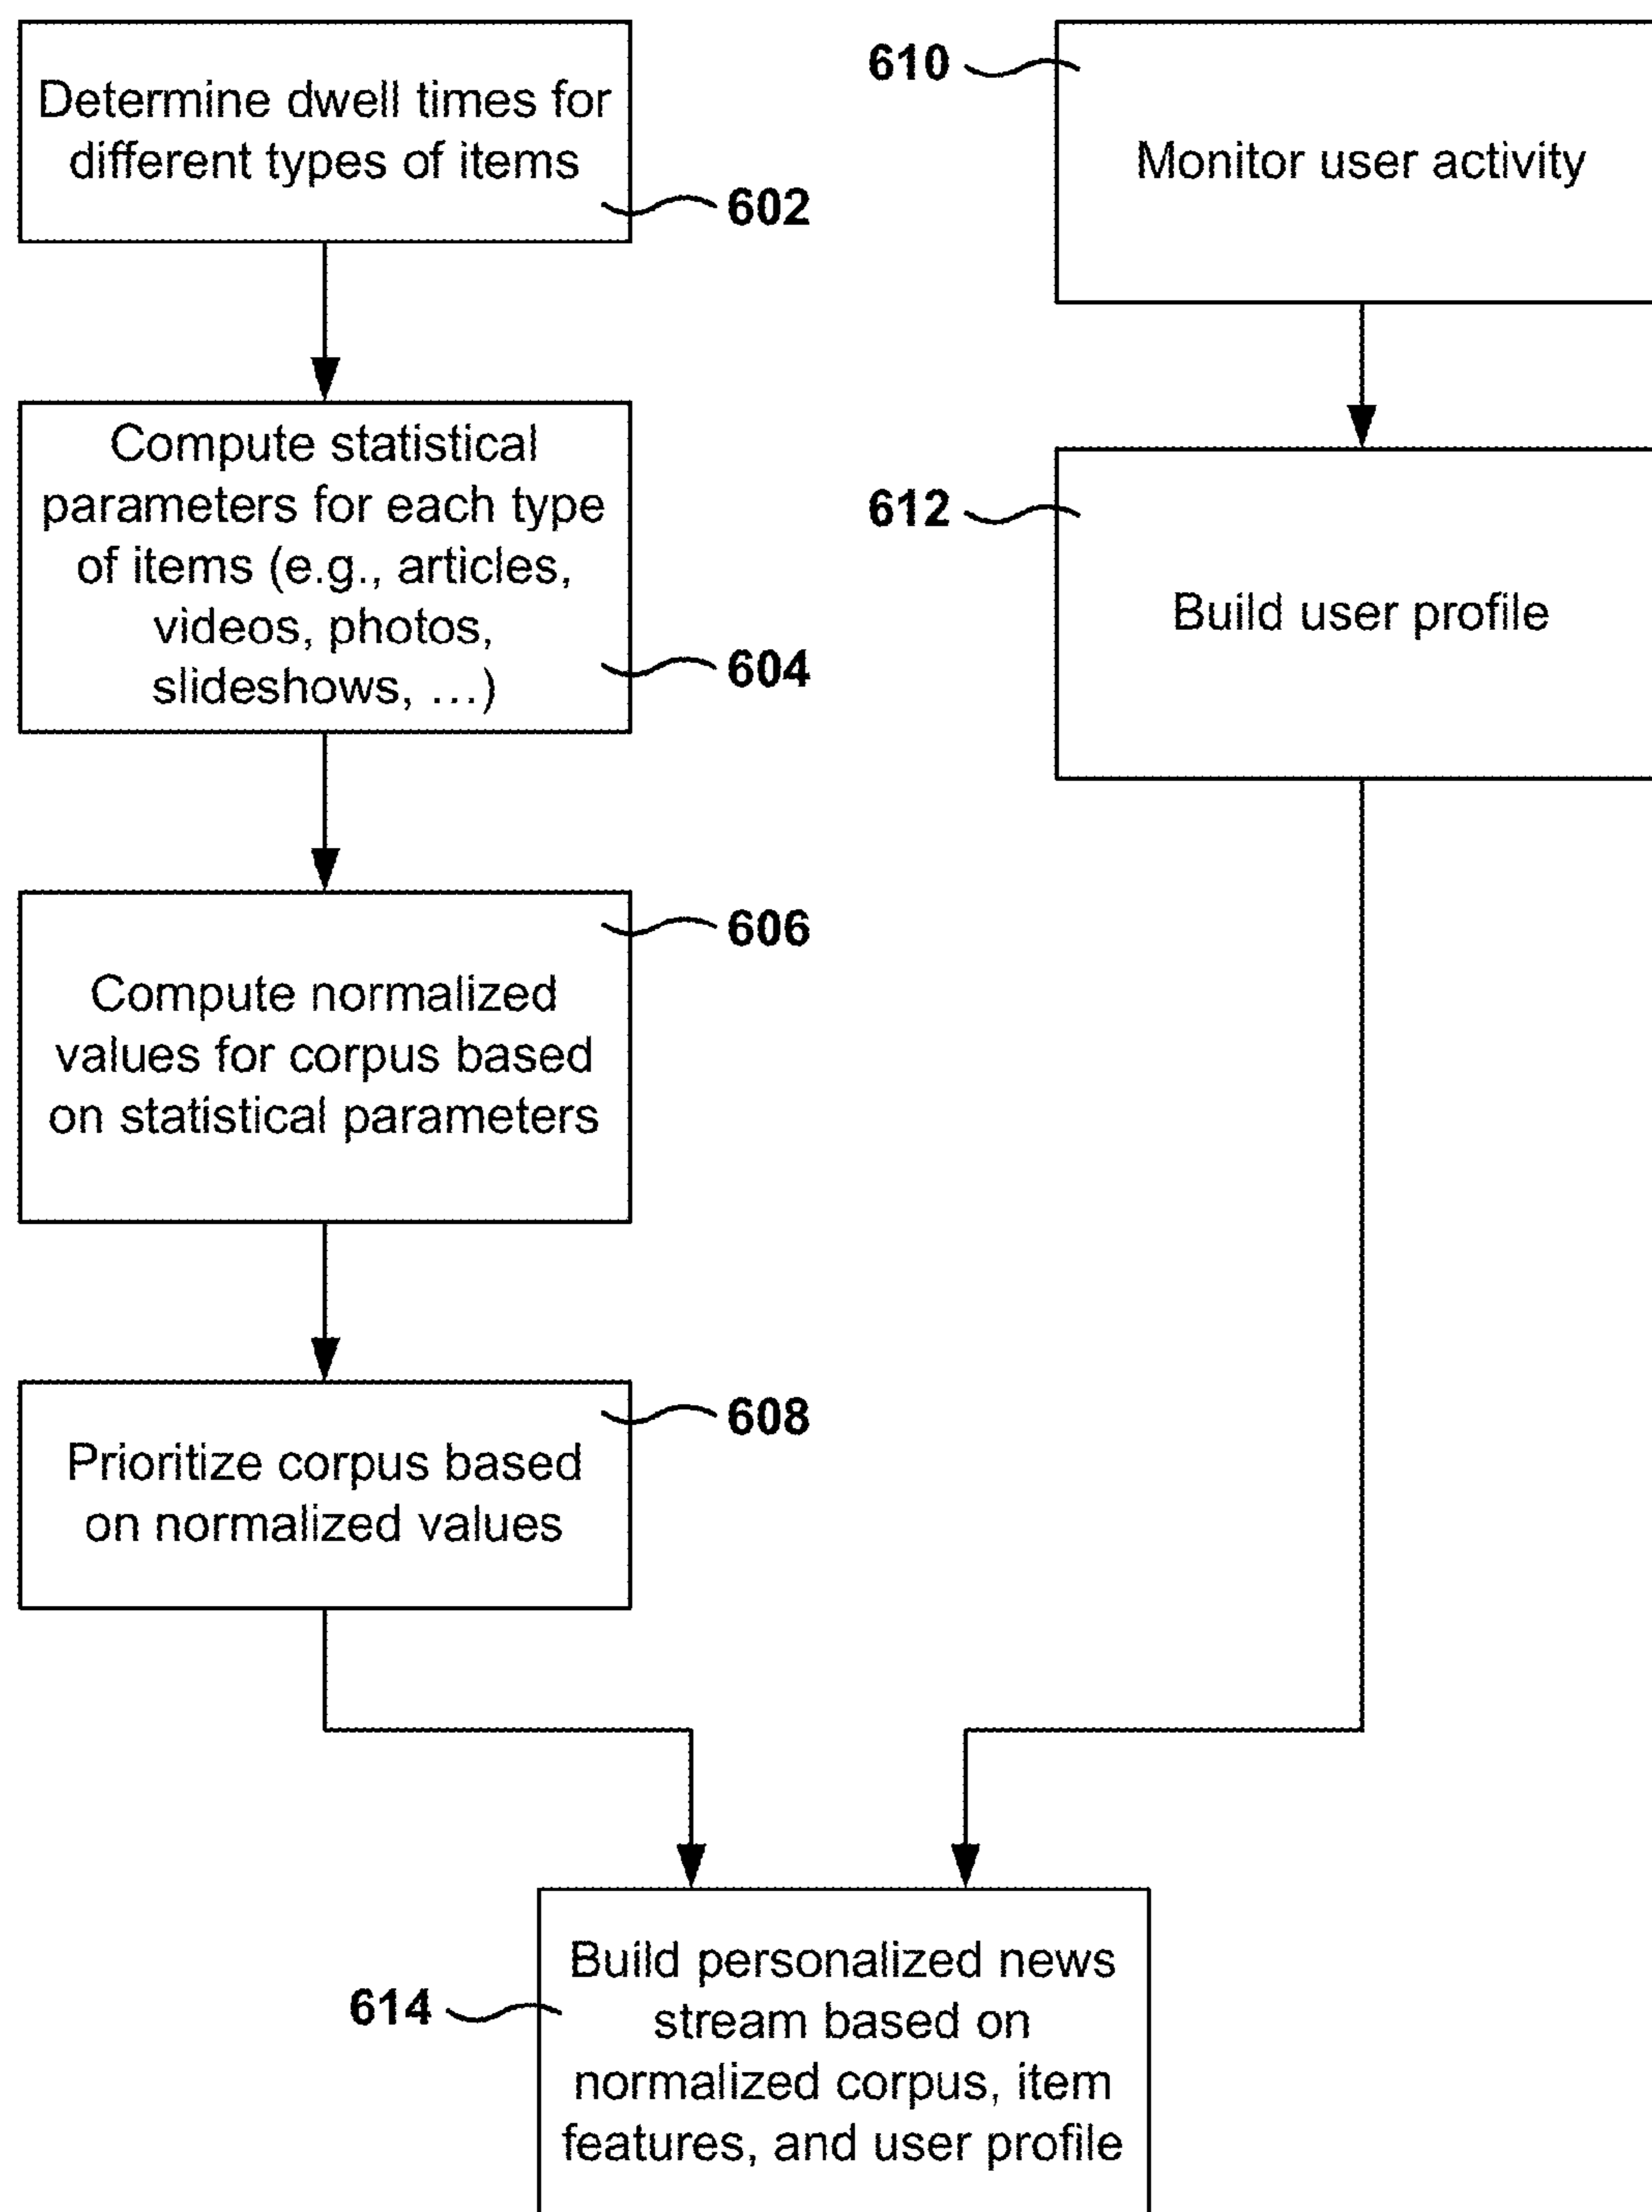 Determine dwell times for
different types of items
602
Compute statistical
parameters for each type
of items (e.g., articles,
videos, photos,
slideshows, ...)
604
606
Compute normalized
values for corpus based
on statistical parameters
608
Prioritize corpus based
on normalized values
610
Monitor user activity
612
Build user profile
614
Build personalized news
stream based on
normalized corpus, item
features, and user profile